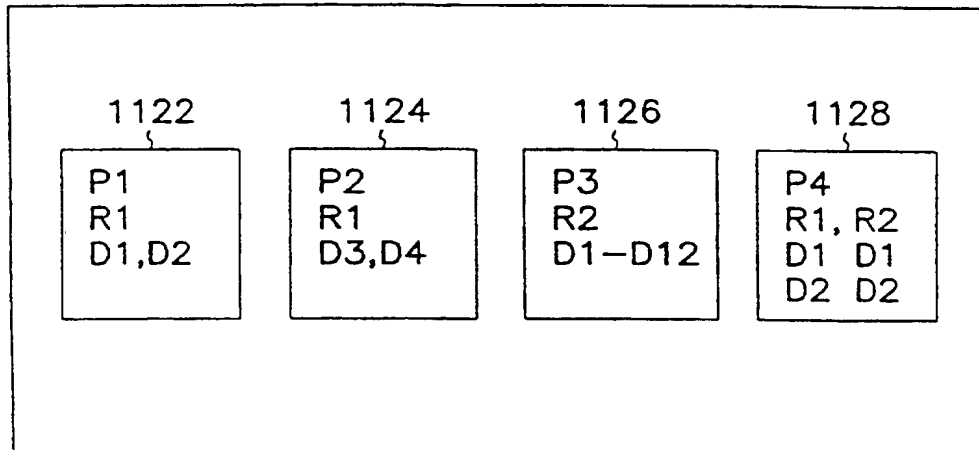 1122 1124 1126 1128
P1
R1
D1,D2
P2
R1
D3,D4
P3
R2
D1-D12
P4
R1, R2
D1 D1
D2 D2